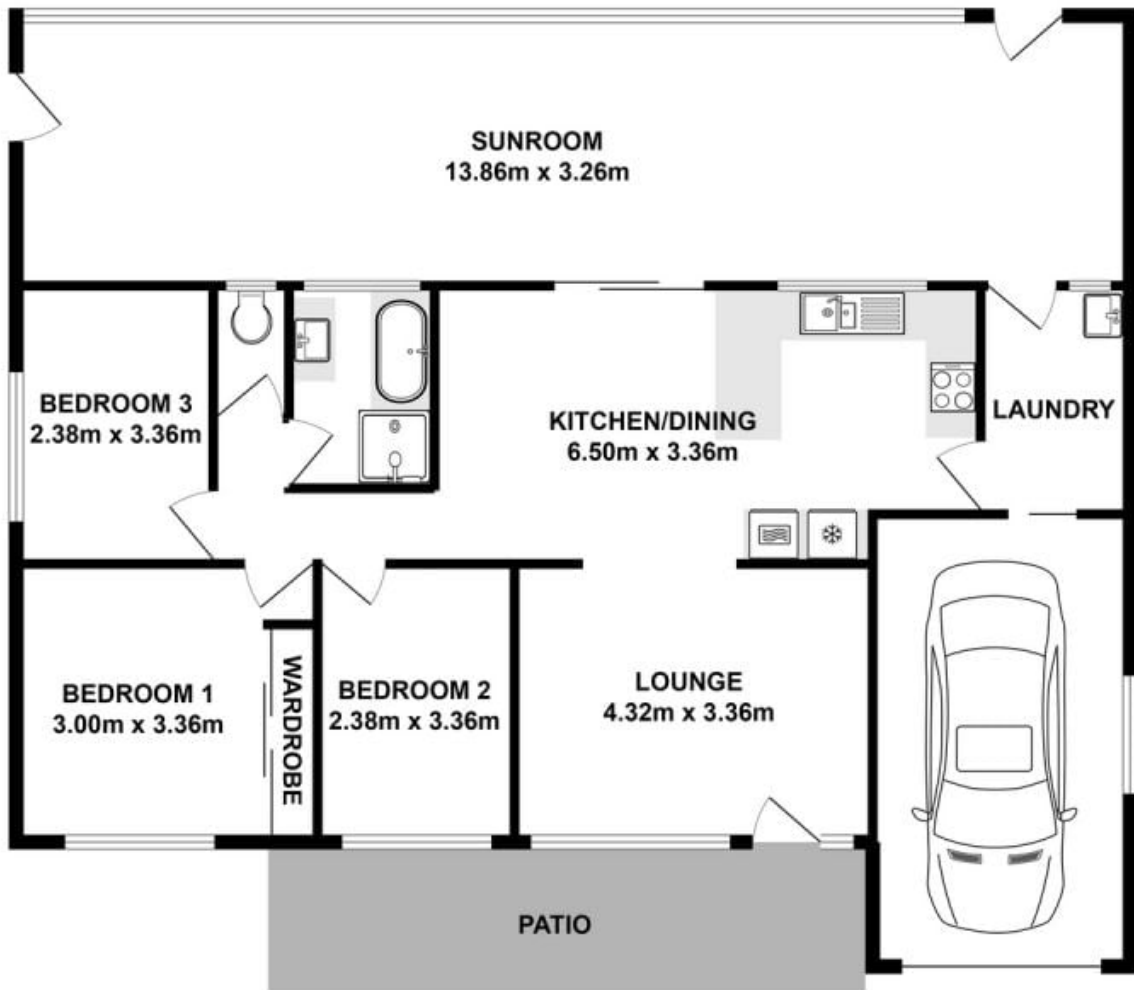 SUNROOM
13.86m x 3.26m
BEDROOM 3
2.38m x 3.36m
KITCHEN/DINING
6.50m x 3.36m
LAUNDRY
BEDROOM 1
3.00m x 3.36m
WARDROBE
BEDROOM 2
2.38m x 3.36m
LOUNGE
4.32m x 3.36m
PATIO